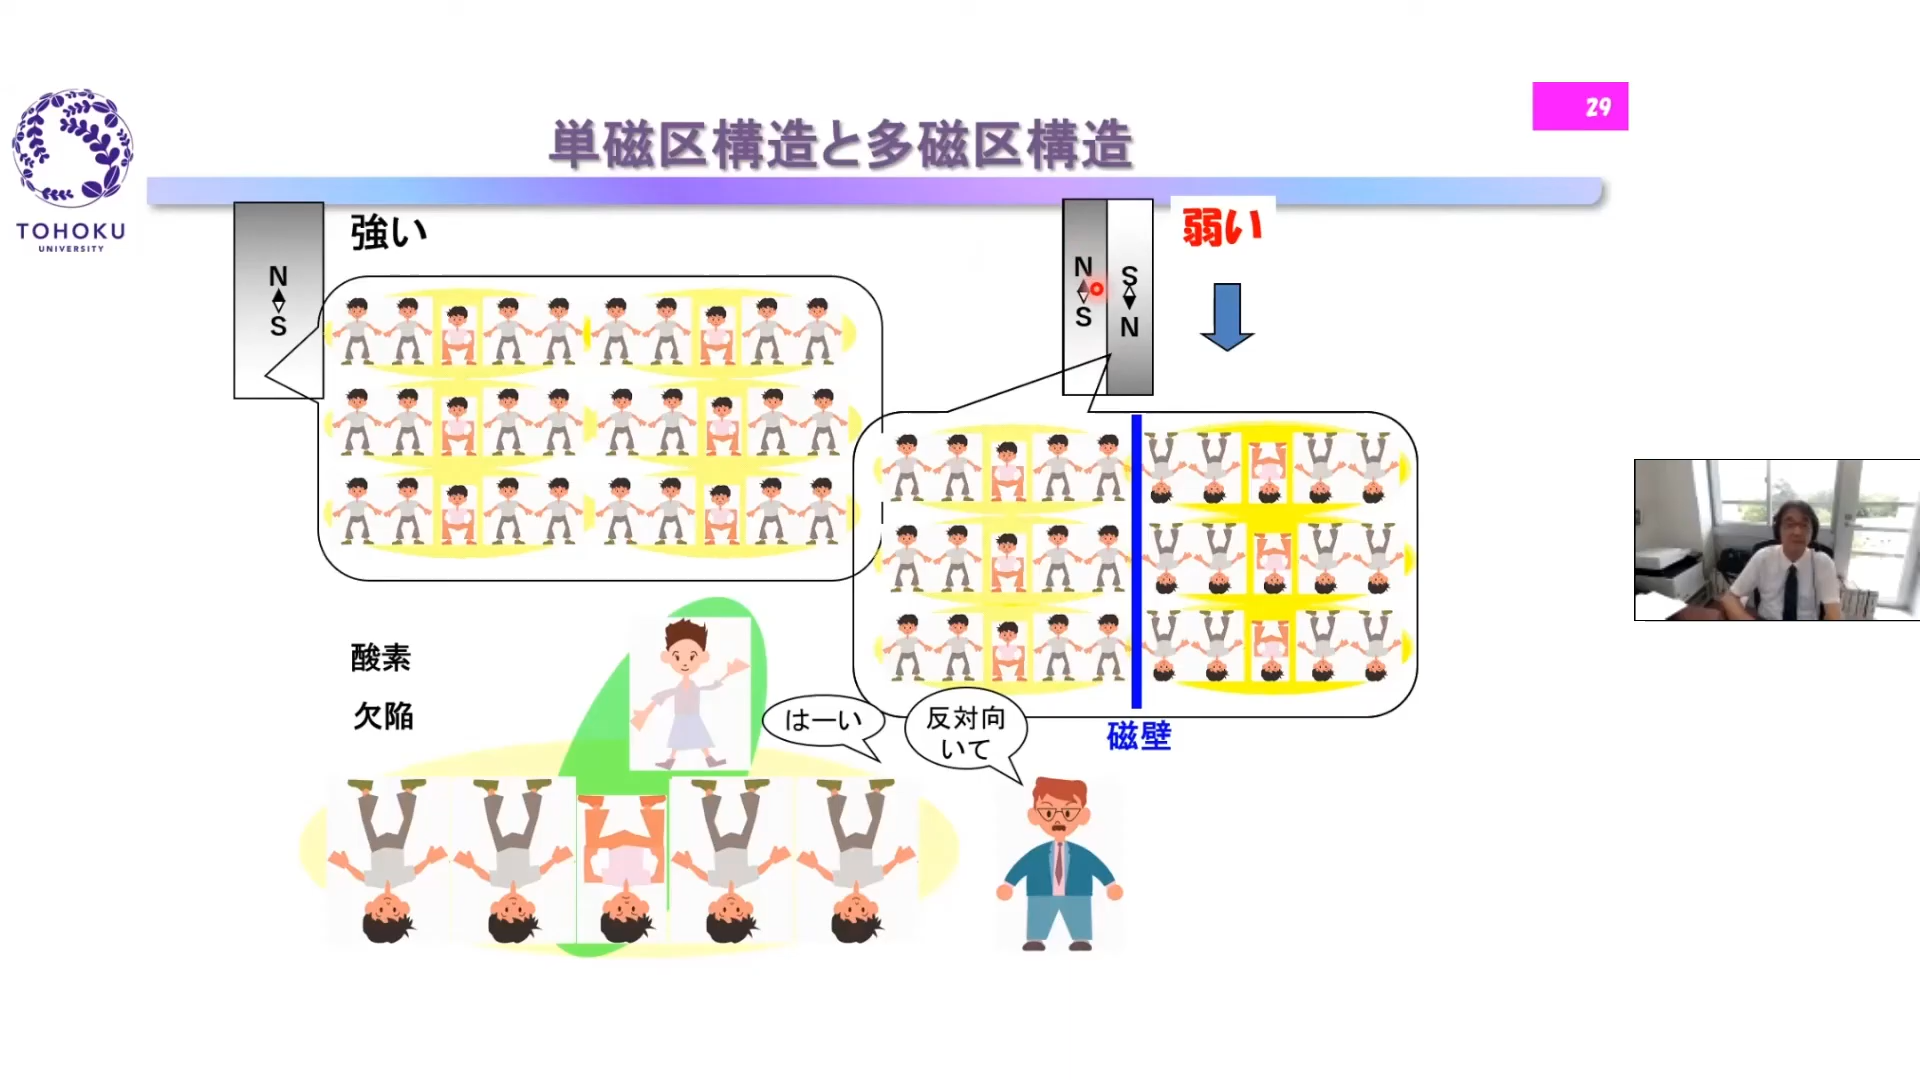 29
単磁区構造と多磁区構造
TOHOKU
UNIVERSITY
強い
N
S
N
S
S
N
弱い
酸素
欠陥
はーい
反対向
いて
磁壁